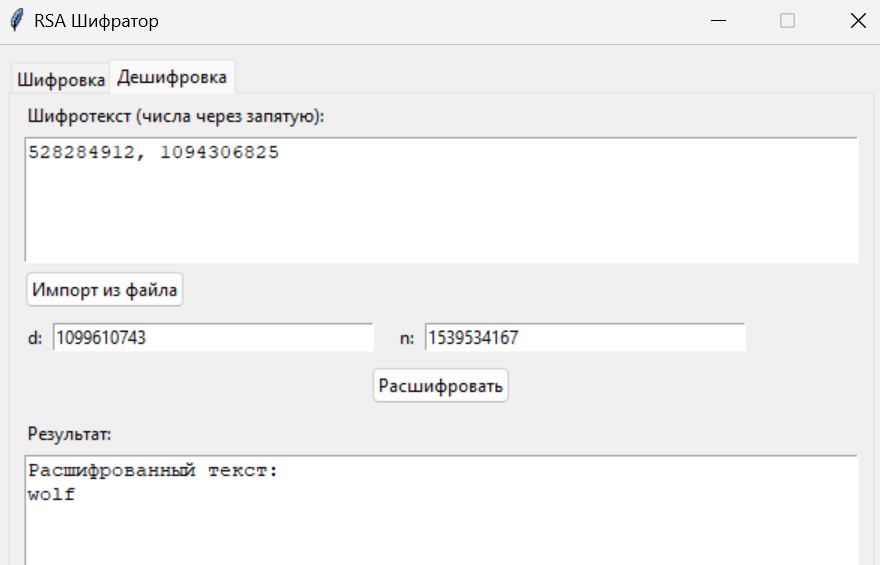 RSA Шифратор
Шифровка Дешифровка
Шифротекст (числа через запятую):
528284912, 1094306825
Импорт из файла
d: 1099610743 n: 1539534167
Расшифровать
Результат:
Расшифрованный текст:
wolf